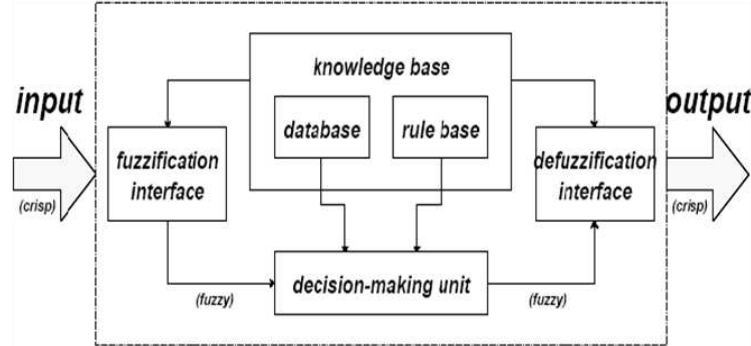 knowledge base
input
output
database
rule base
fuzzification
interface
defuzzification
interface
(crisp)
(crisp)
decision-making unit
(fuzzy)
(fuzzy)